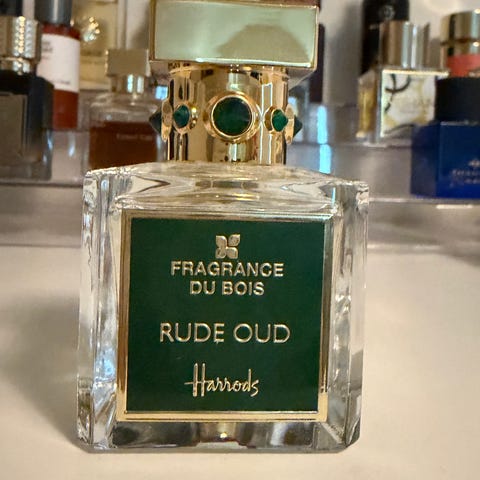 FRAGRANCE
DU BOIS
RUDE OUD
Harrods